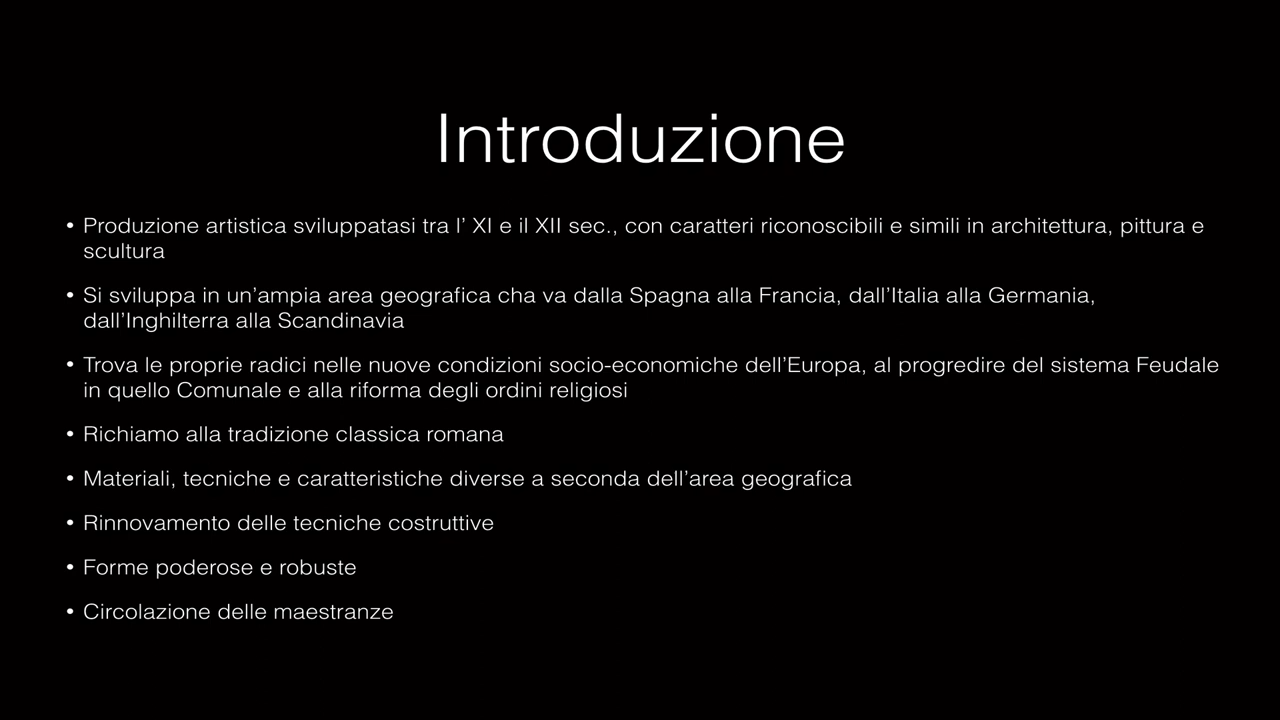 Introduzione
• Produzione artistica sviluppatasi tra l' XI e il XII sec., con caratteri riconoscibili e simili in architettura, pittura e
scultura
• Si sviluppa in un'ampia area geografica cha va dalla Spagna alla Francia, dall'Italia alla Germania,
dall'Inghilterra alla Scandinavia
• Trova le proprie radici nelle nuove condizioni socio-economiche dell'Europa, al progredire del sistema Feudale
in quello Comunale e alla riforma degli ordini religiosi
• Richiamo alla tradizione classica romana
• Materiali, tecniche e caratteristiche diverse a seconda dell'area geografica
• Rinnovamento delle tecniche costruttive
• Forme poderose e robuste
• Circolazione delle maestranze